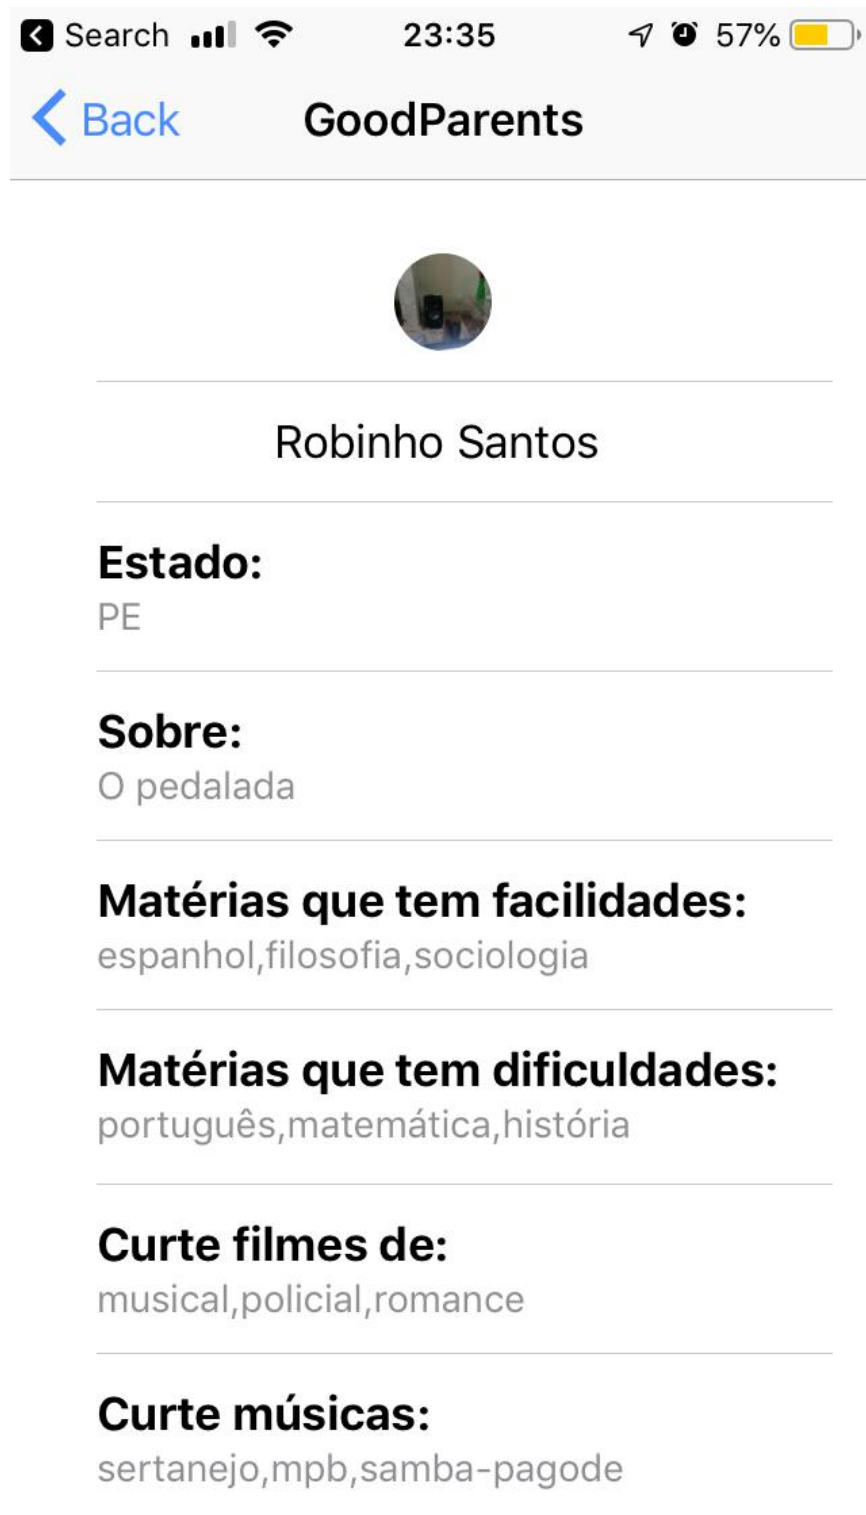 Search 23:35 57%
Back GoodParents
Robinho Santos
Estado:
PE
Sobre:
O pedalada
Matérias que tem facilidades:
espanhol,filosofia,sociologia
Matérias que tem dificuldades:
português,matemática,história
Curte filmes de:
musical,policial,romance
Curte músicas:
sertanejo,mpb,samba-pagode